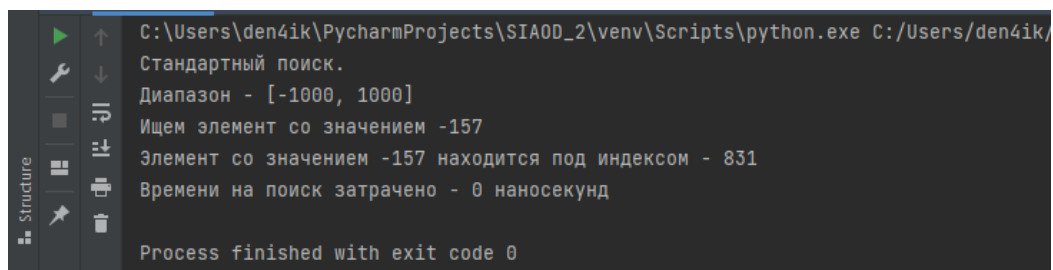 C:\Users\den4ik\PycharmProjects\SIAOD_2\venv\Scripts\python.exe C:/Users/den4ik/
Стандартный поиск.
Диапазон - [-1000, 1000]
Ищем элемент со значением -157
Элемент со значением -157 находится под индексом - 831
Времени на поиск затрачено - 0 наносекунд
Process finished with exit code 0
Structure